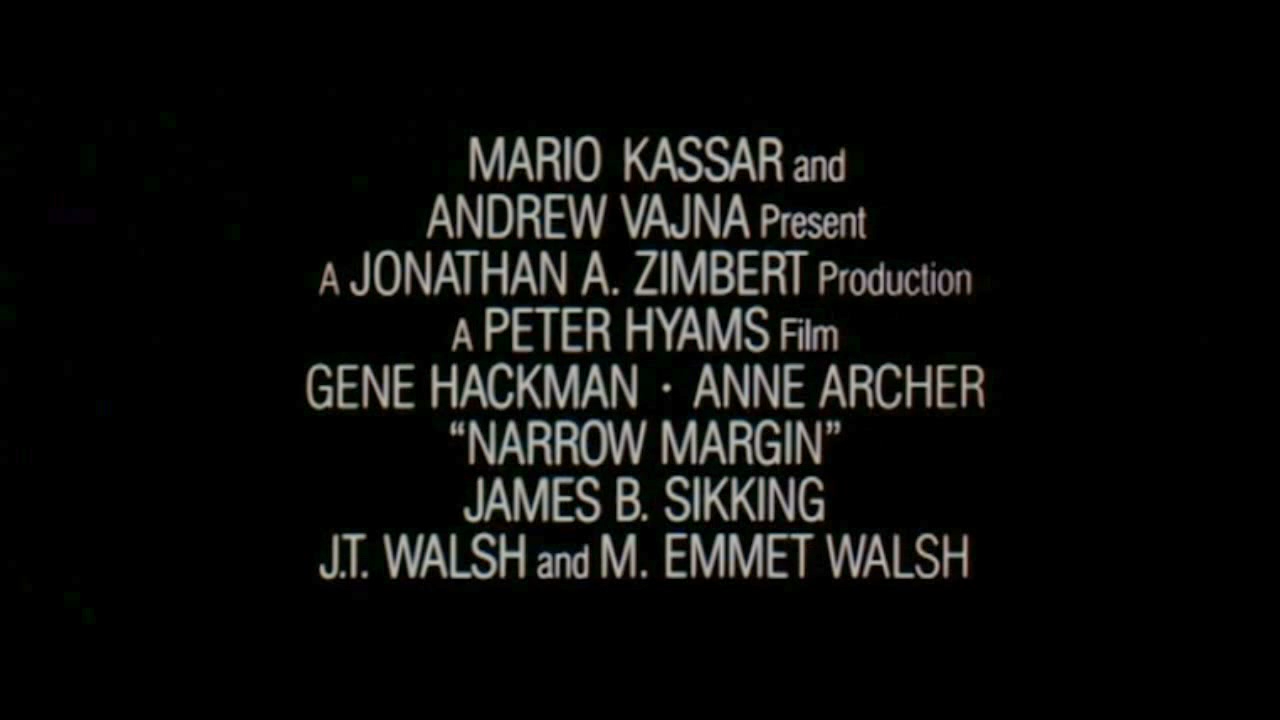 MARIO KASSAR and
ANDREW VAJNA Present
A JONATHAN A. ZIMBERT Production
A PETER HYAMS Film
GENE HACKMAN · ANNE ARCHER
“NARROW MARGIN”
JAMES B. SIKKING
J.T. WALSH and M. EMMET WALSH